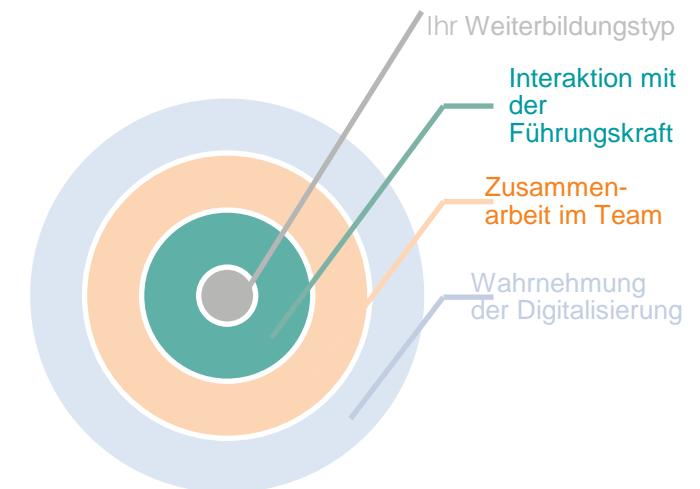 Ihr Weiterbildungstyp
Interaktion mit
der
Führungskraft
Zusammen-
arbeit im Team
Wahrnehmung
der Digitalisierung